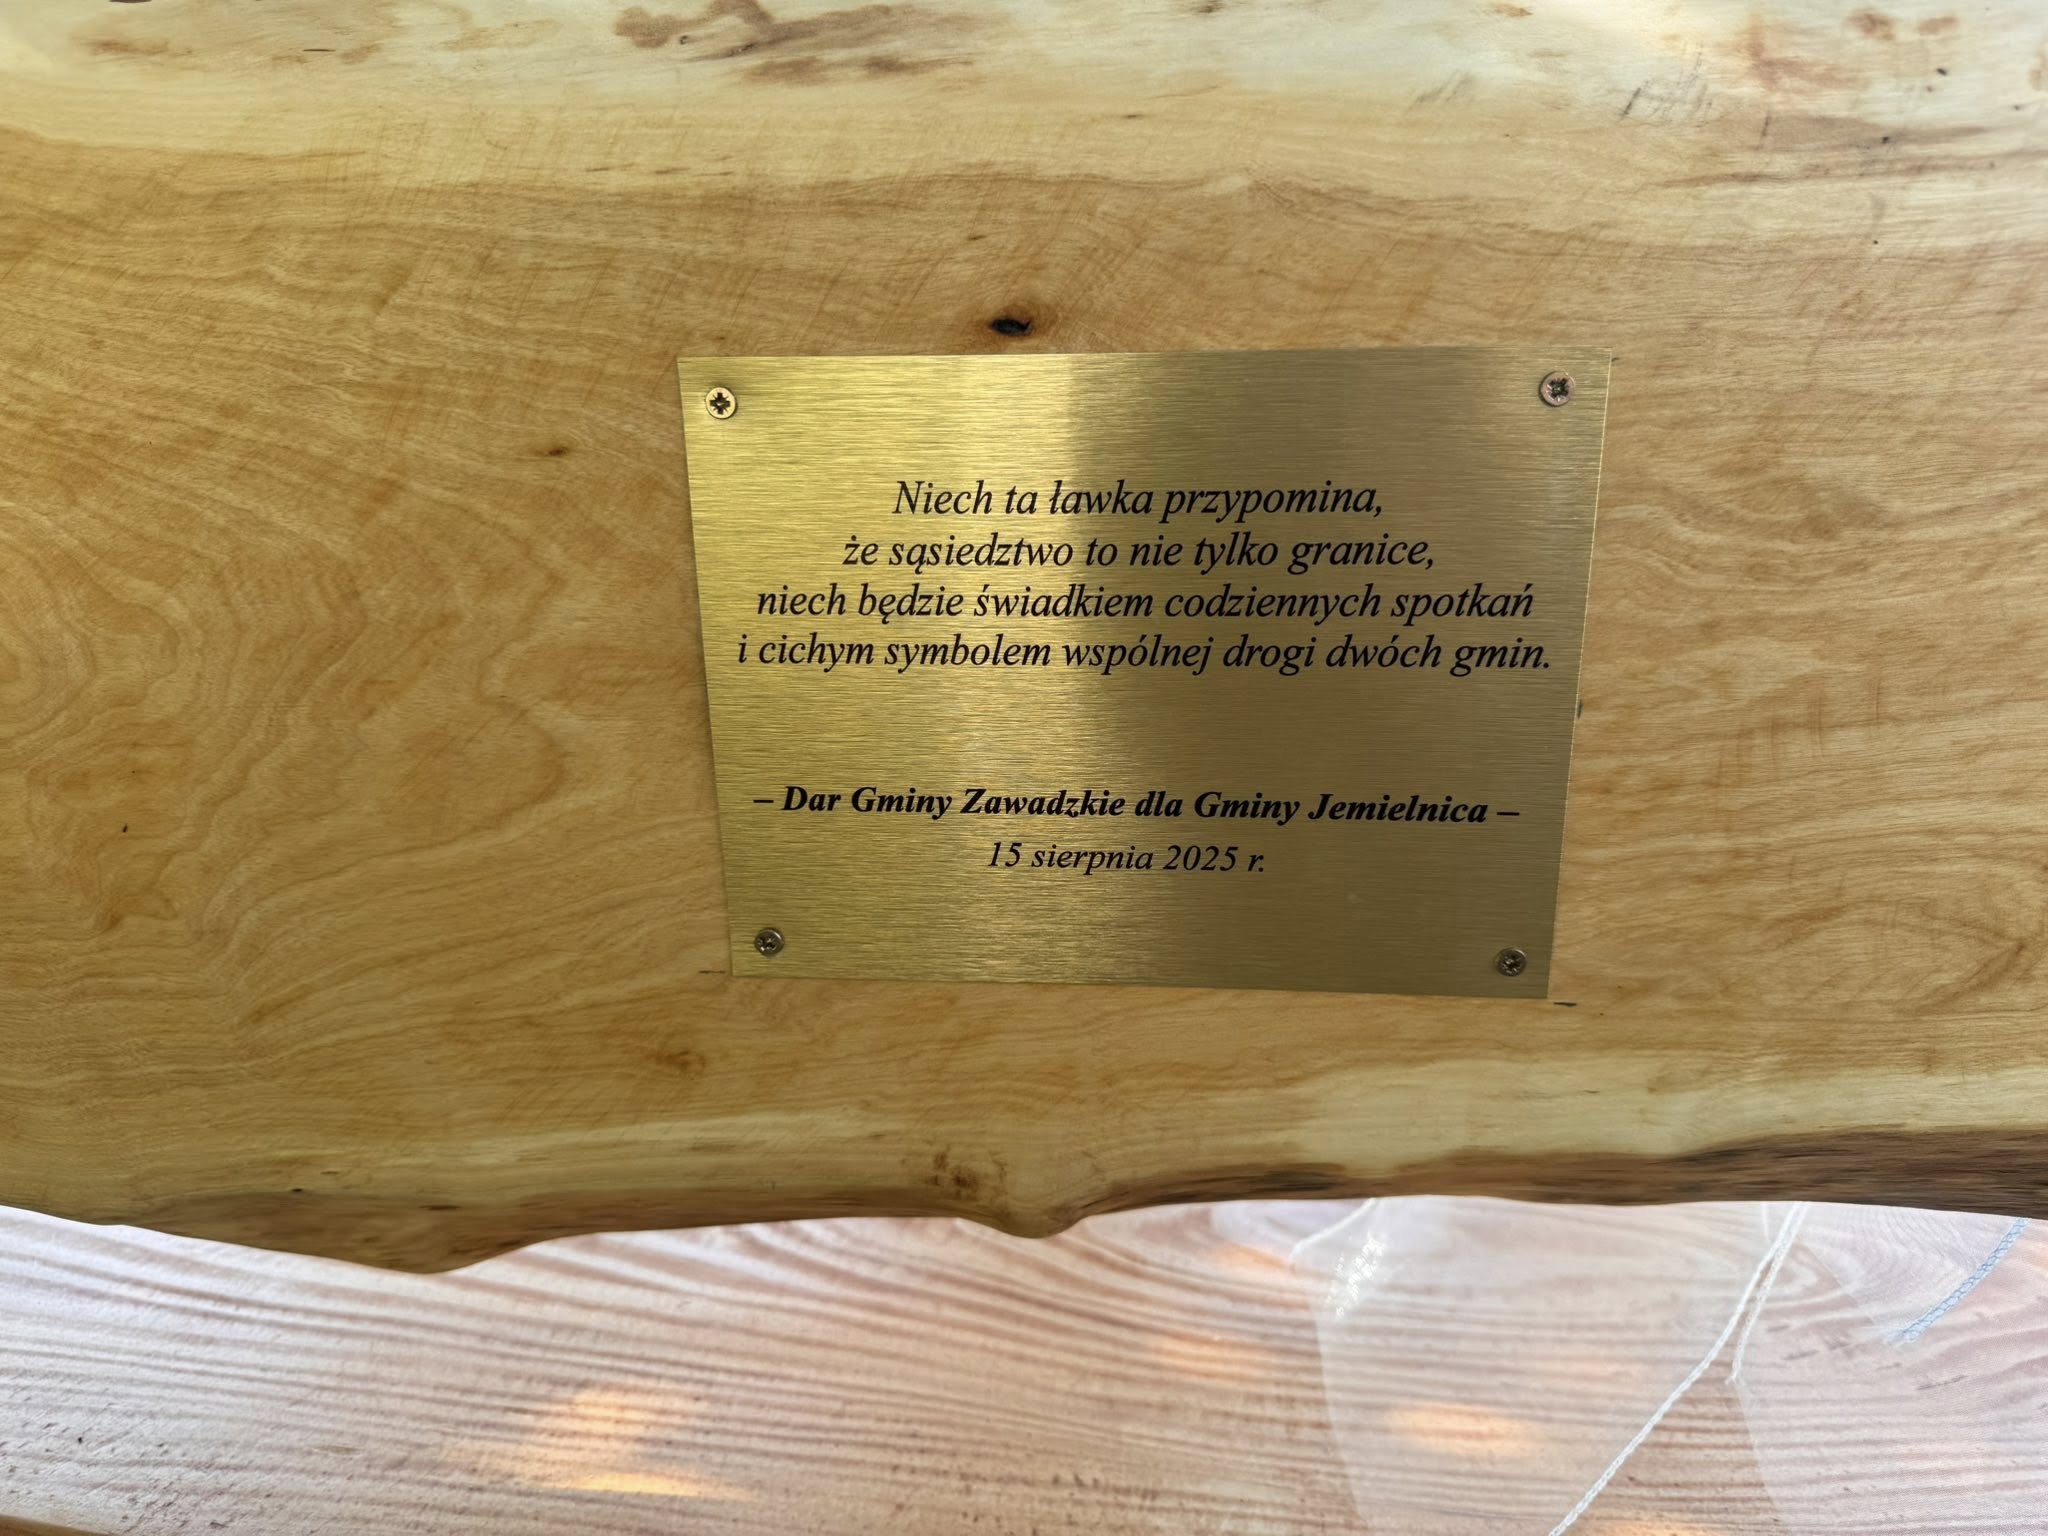 Niech ta ławka przypomina,
że sąsiedztwo to nie tylko granice,
niech będzie świadkiem codziennych spotkań
i cichym symbolem wspólnej drogi dwóch gmin.
– Dar Gminy Zawadzkie dla Gminy Jemielnica –
15 sierpnia 2025 r.